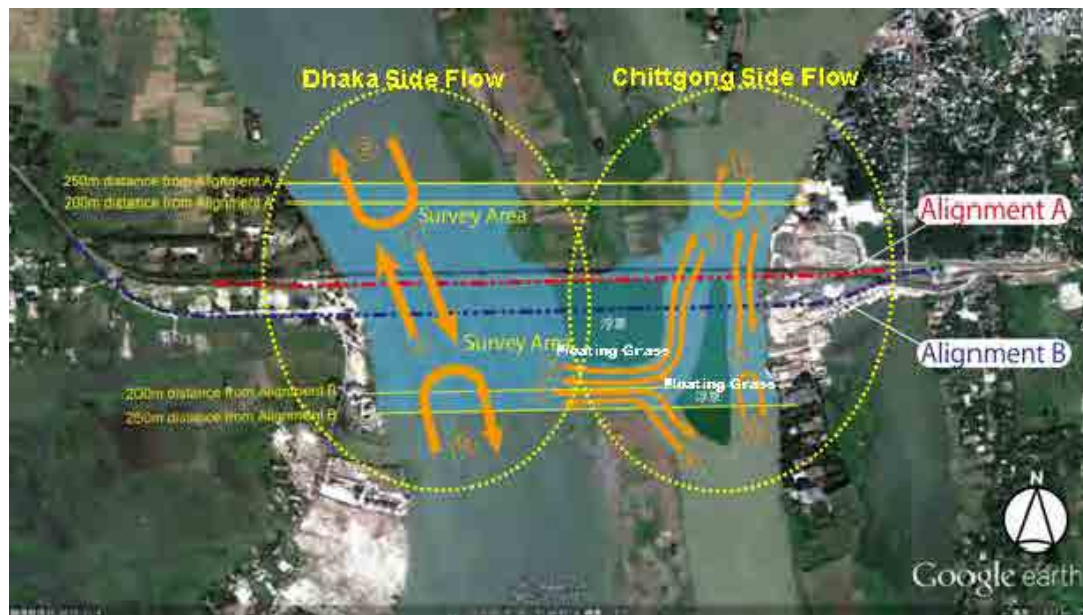 Dhaka Side Flow
Chittgong Side Flow
250m distance from Alignment A
200m distance from Alignment A
Survey Area
Alignment A
浮草
Survey Area
Floating Grass
Alignment B
Floating Grass
浮草
200m distance from Alignment B
250m distance from Alignment B
N
Google earth